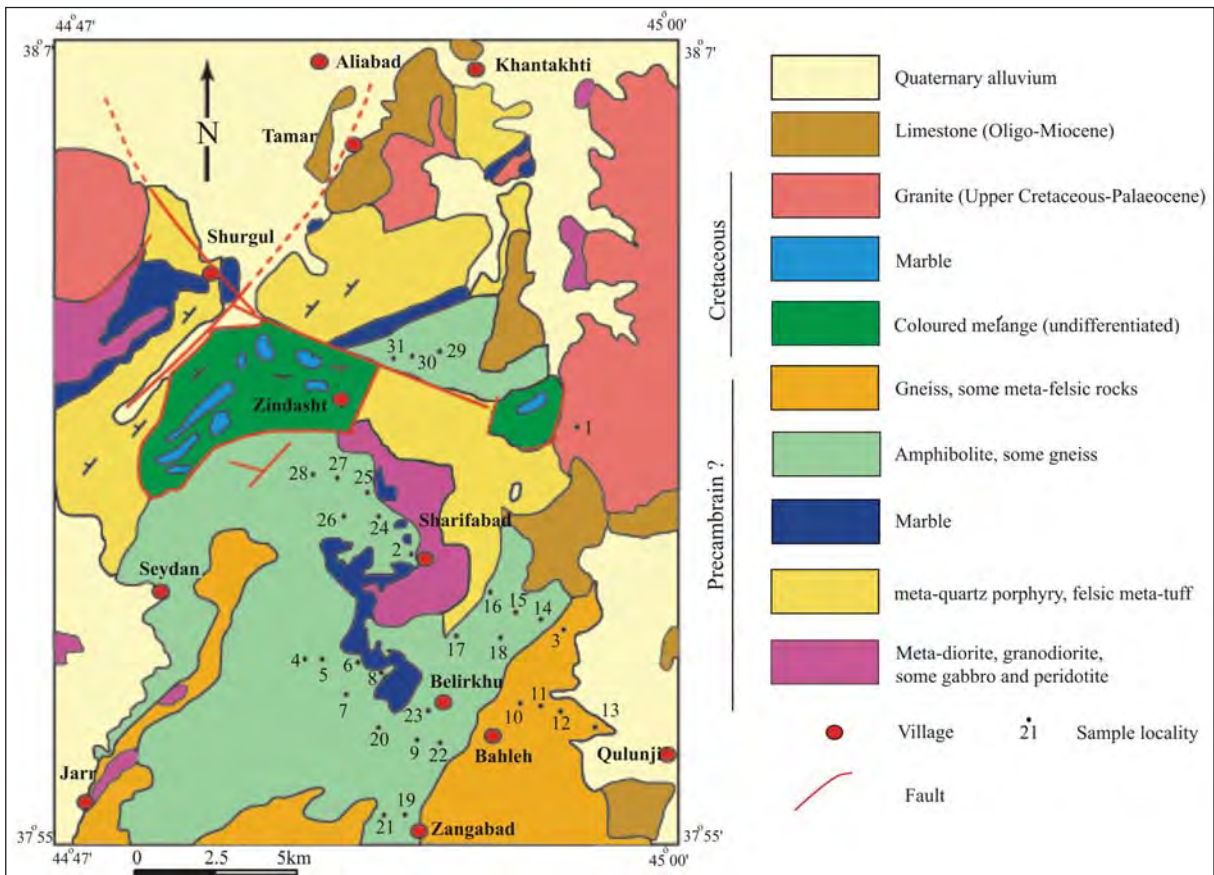 44° 47'
45° 00'
38° 7'
38° 7'
Aliabad
Khantakhti
N
Tamar
Shurgul
31
30
29
Zindasht
1
28
27
25
26
24
Sharifabad
2
Seydan
16
15
14
3
17
18
4
5
6
8
7
Belirkhu
23
10
11
12
13
20
9
22
Bahleh
Qulunji
Jarr
21
19
Zangabad
37° 55'
37° 55'
44° 47'
45° 00'
0 2.5 5km
Quaternary alluvium
Limestone (Oligo-Miocene)
Cretaceous
Granite (Upper Cretaceous-Palaeocene)
Marble
Coloured melánge (undifferentiated)
Precambrain ?
Gneiss, some meta-felsic rocks
Amphibolite, some gneiss
Marble
meta-quartz porphyry, felsic meta-tuff
Meta-diorite, granodiorite,
some gabbro and peridotite
Village
21
Sample locality
Fault